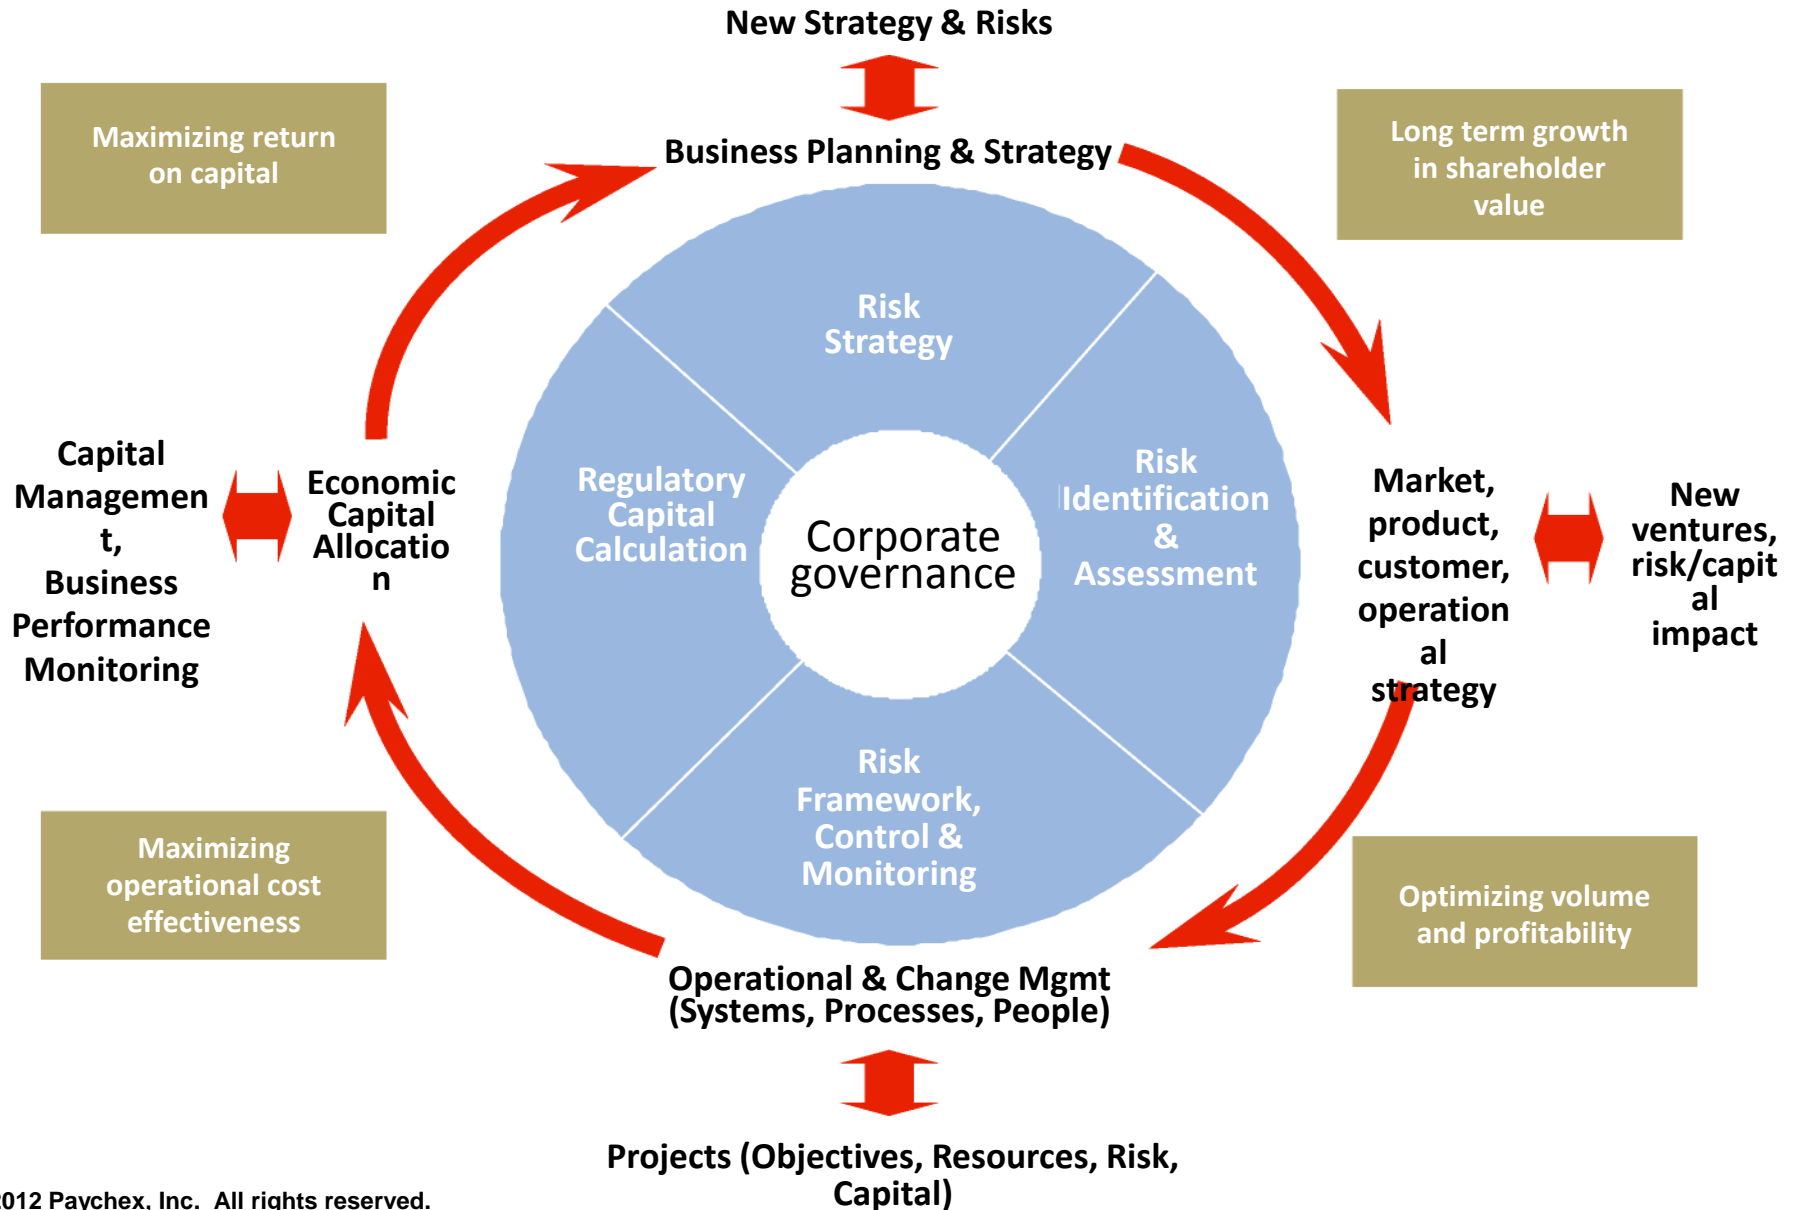 New Strategy & Risks
Maximizing return
on capital
Business Planning & Strategy
Long term growth
in shareholder
value
Risk
Strategy
Capital
Managemen
t,
Business
Performance
Monitoring
Economic
Capital
Allocatio
n
Regulatory
Capital
Calculation
Corporate
governance
Risk
Identification
&
Assessment
Market,
product,
customer,
operation
al
strategy
New
ventures,
risk/capit
al
impact
Risk
Framework,
Control &
Monitoring
Maximizing
operational cost
effectiveness
Optimizing volume
and profitability
Operational & Change Mgmt
(Systems, Processes, People)
Projects (Objectives, Resources, Risk,
Capital)
2012 Paychex, Inc. All rights reserved.